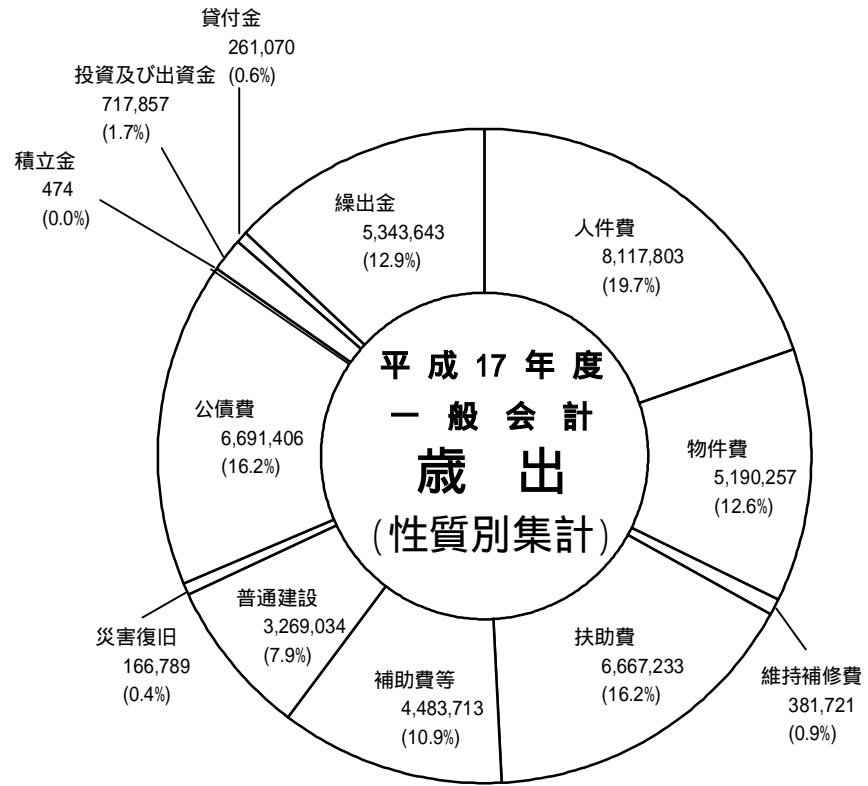 貸付金
261,070
(0.6%)
投資及び出資金
717,857
(1.7%)
積立金
474
(0.0%)
繰出金
5,343,643
(12.9%)
人件費
8,117,803
(19.7%)
平成17年度
一般会計
歳出
(性質別集計)
公債費
6,691,406
(16.2%)
物件費
5,190,257
(12.6%)
災害復旧
166,789
(0.4%)
普通建設
3,269,034
(7.9%)
補助費等
4,483,713
(10.9%)
扶助費
6,667,233
(16.2%)
維持補修費
381,721
(0.9%)